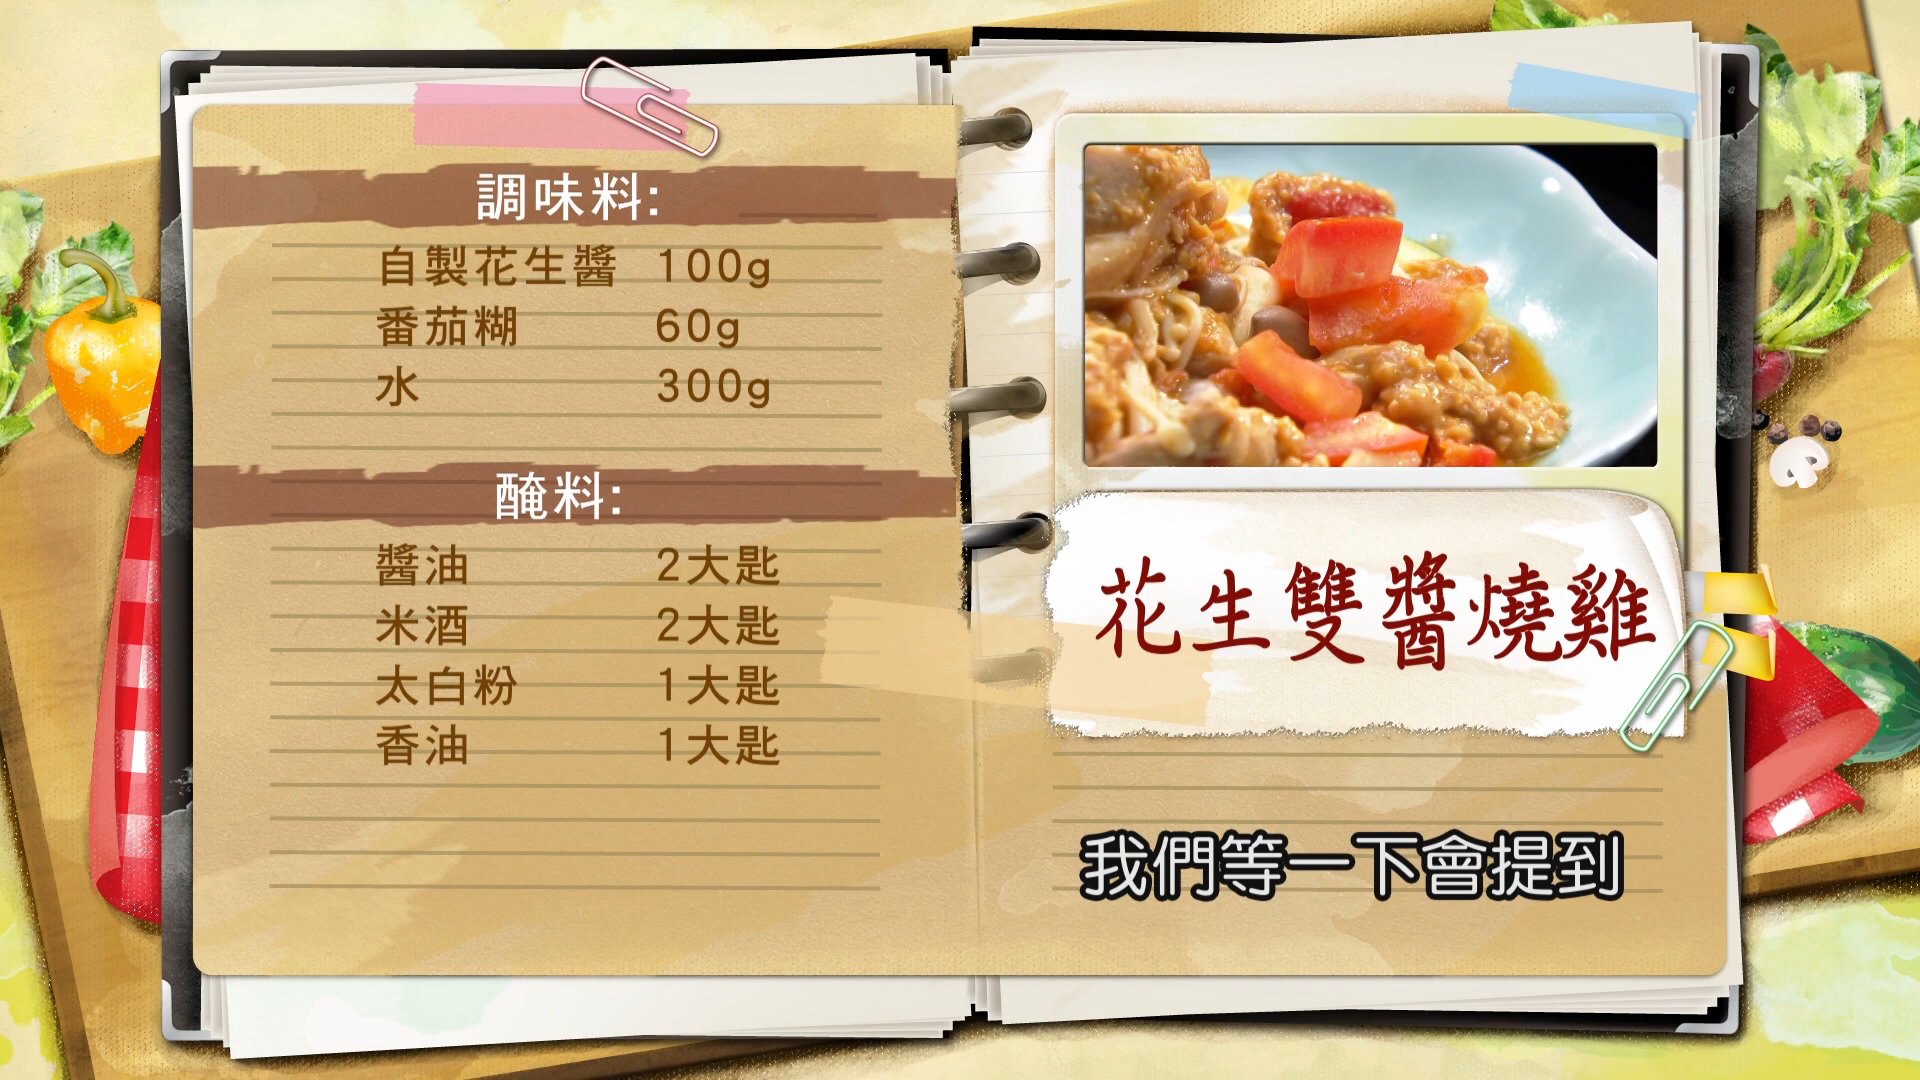 調味料:
自製花生醬 100g
番茄糊 60g
水 300g
醃料:
醬油 2大匙
米酒 2大匙
太白粉 1大匙
香油 1大匙
花生雙醬燒雞
我們等一下會提到